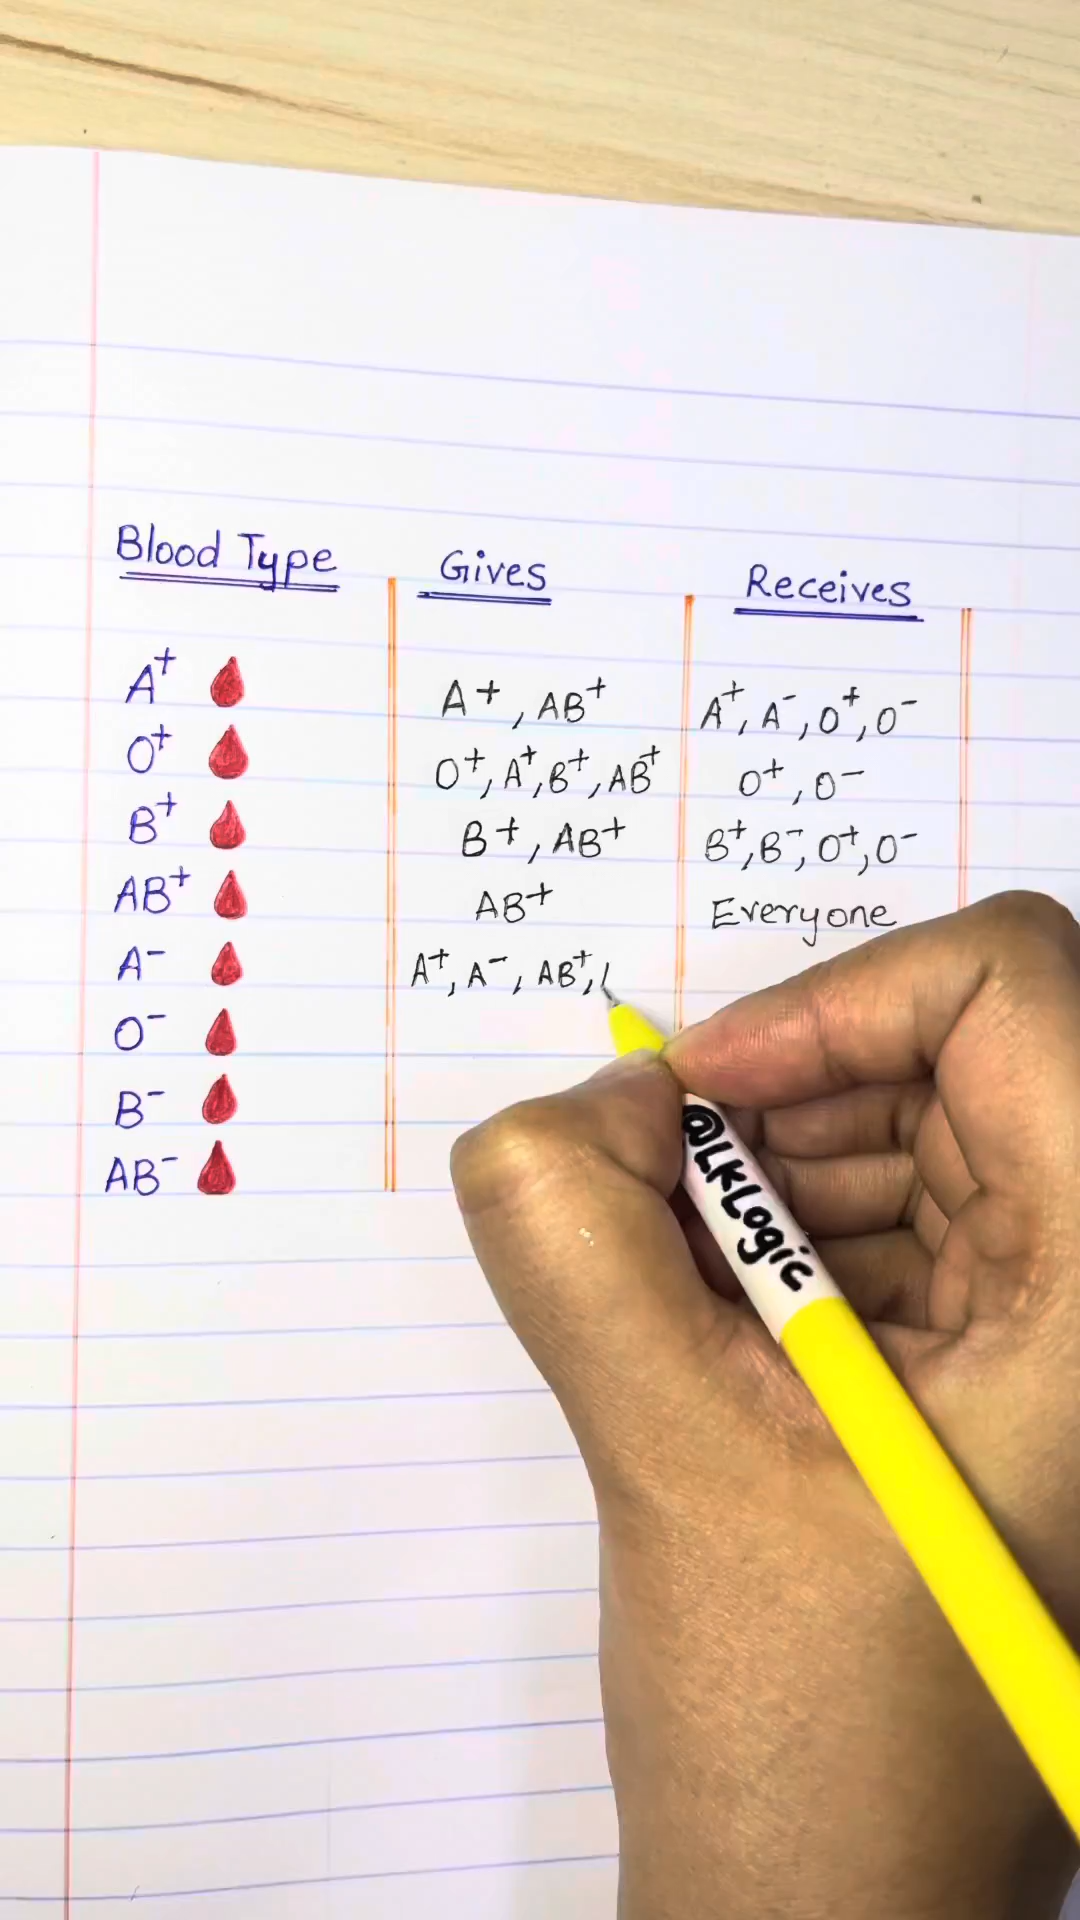 Blood Type Gives Receives
A⁺ A+, AB⁺ A⁺, A⁻, O⁺, O⁻
O⁺ O⁺, A⁺, B⁺, AB⁺ O⁺, O⁻
B⁺ B+, AB+ B⁺, B⁻, O⁺, O⁻
AB⁺ AB⁺ Everyone
A⁻ A⁺, A⁻, AB⁺,
O⁻
B⁻
AB⁻
@LKLogic